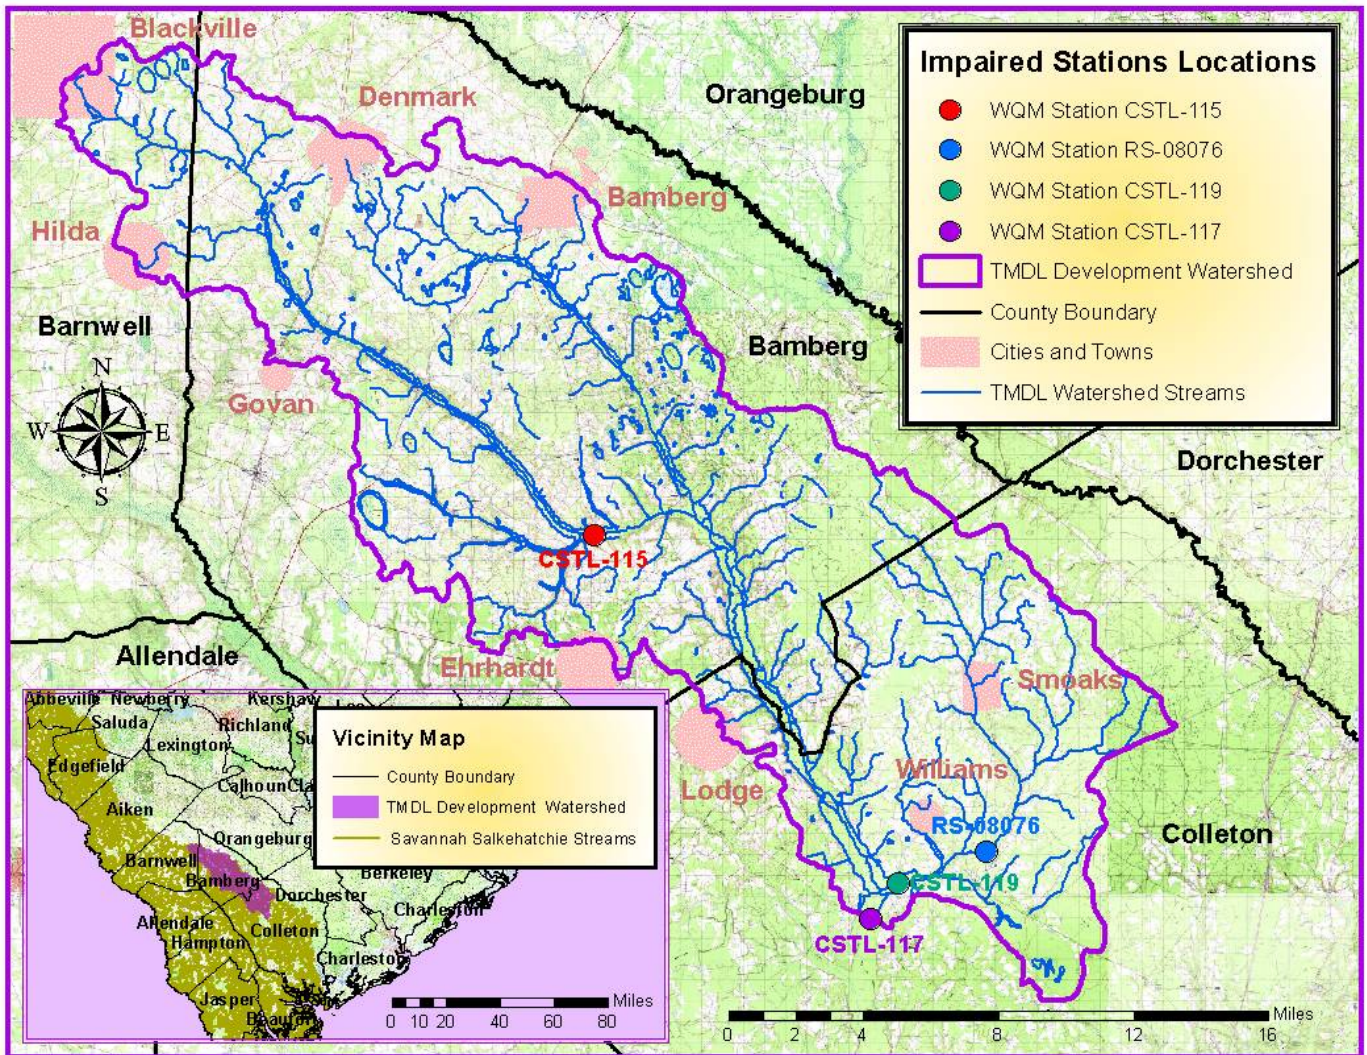 Blackville
Denmark
Orangeburg
Bamberg
Hilda
Barnwell
Bamberg
Govan
N
W E
S
Dorchester
CSTL-115
Allendale
Ehrhardt
Smoaks
Lodge
Williams
RS-08076
Colleton
CSTL-119
CSTL-117
Impaired Stations Locations
WQM Station CSTL-115
WQM Station RS-08076
WQM Station CSTL-119
WQM Station CSTL-117
TMDL Development Watershed
County Boundary
Cities and Towns
TMDL Watershed Streams
Abbeville Newberry Kershaw
Saluda
Richland
Lexington
Edgefield
Calhoun
Aiken
Orangeburg
Barnwell
Bamberg
Berkeley
Dorchester
Allendale
Charleston
Colleton
Hampton
Charleston
Jasper
Vicinity Map
County Boundary
TMDL Development Watershed
Savannah Salkehatchie Streams
Miles
0 10 20 40 60 80
Miles
0 2 4 8 12 16